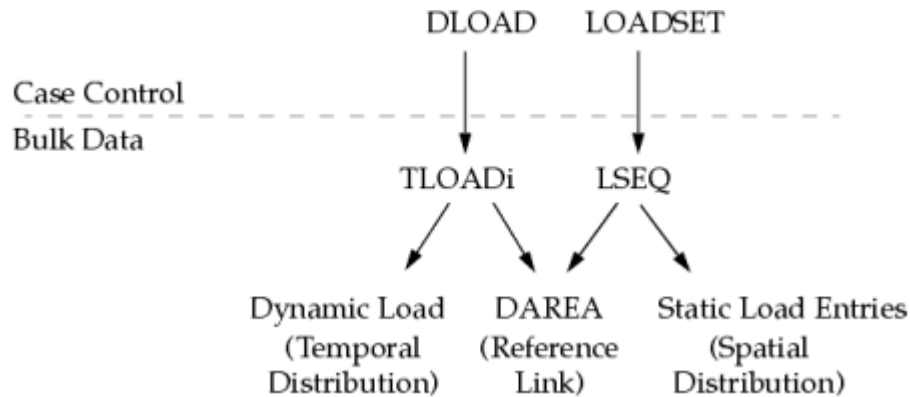 DLOAD LOADSET
Case Control
Bulk Data
TLOADi LSEQ
Dynamic Load DAREA Static Load Entries
(Temporal (Reference (Spatial
Distribution) Link) Distribution)